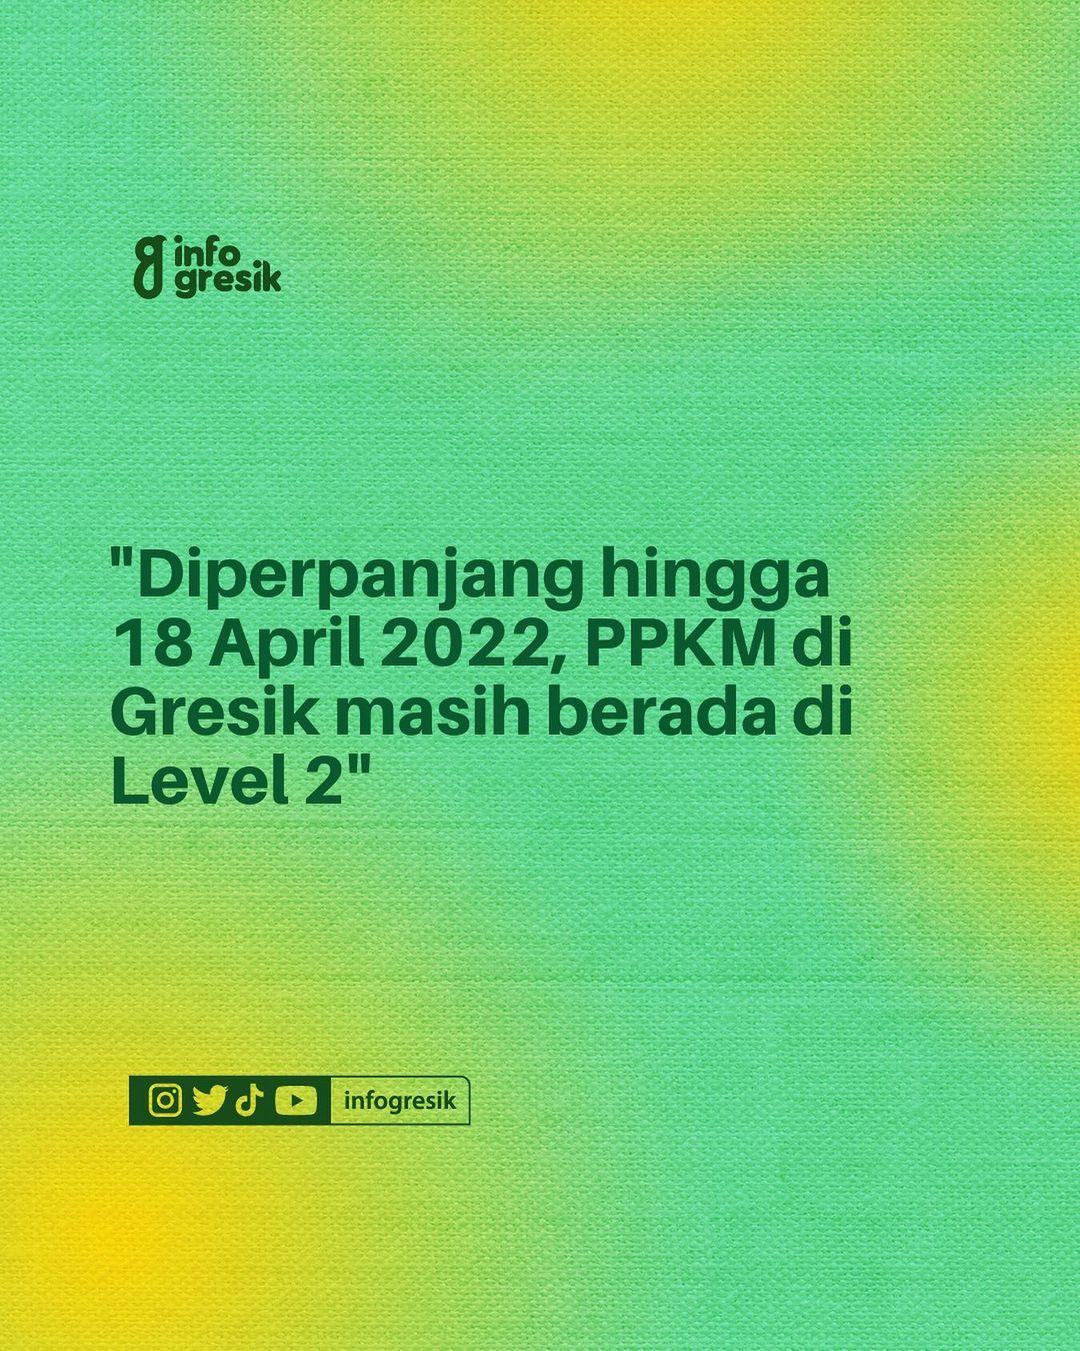 info
gresik
"Diperpanjang hingga
18 April 2022, PPKM di
Gresik masih berada di
Level 2"
infogresik